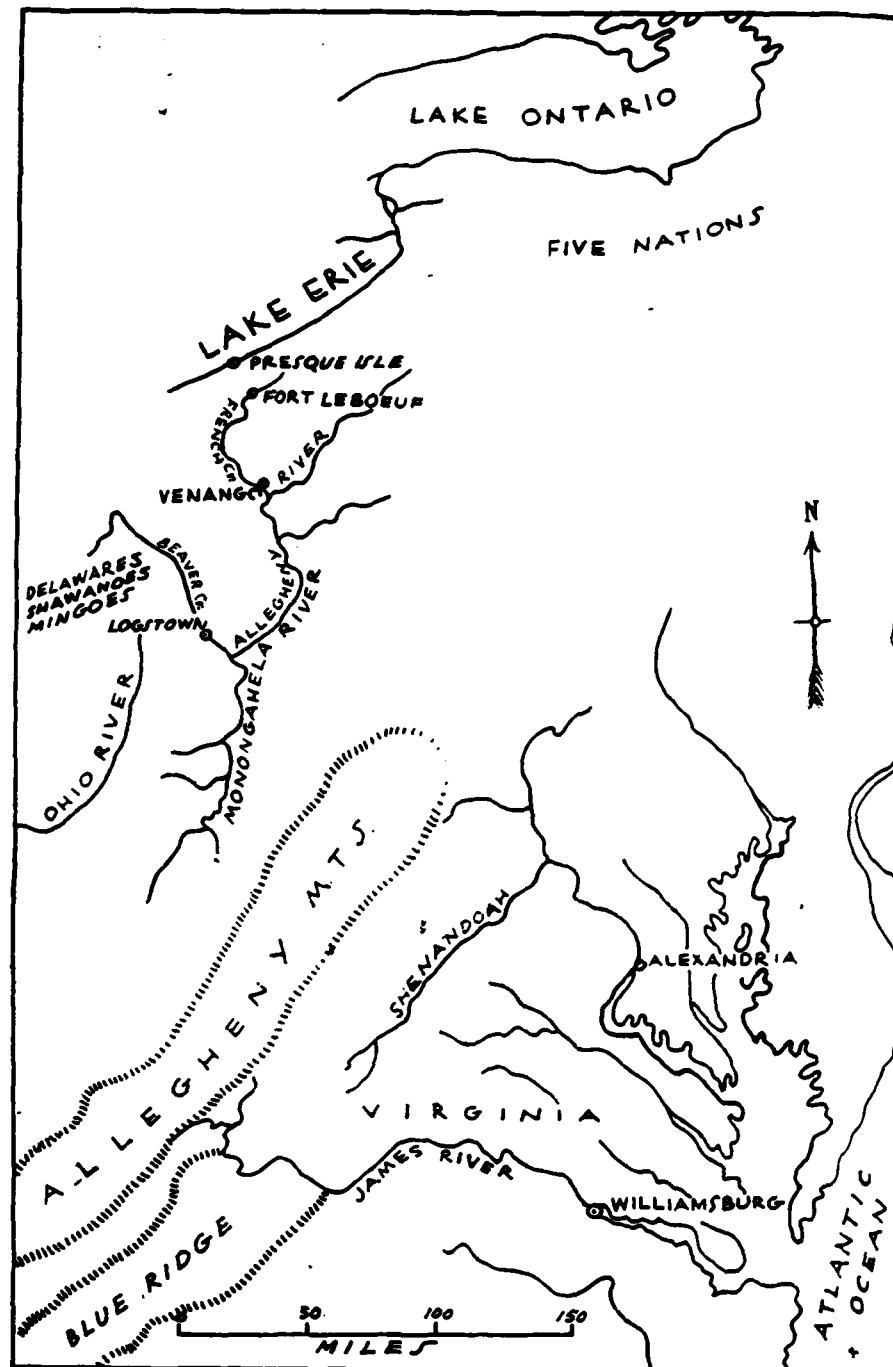 LAKE ONTARIO
FIVE NATIONS
LAKE ERIE
PRESQUE ISLE
FORT LEBOEUF
FRENCH CR
RIVER
VENANGO
N
BEAVER CR.
DELAWARES
SHAWANOES
MINGOES
LOGSTOWN
ALLEGHENY
RIVER
MONONGAHELA
OHIO RIVER
ALLEGHENY MTS.
SHENANDOAH
ALEXANDRIA
VIRGINIA
JAMES RIVER
WILLIAMSBURG
BLUE RIDGE
ATLANTIC
OCEAN
0 50 100 150
MILES